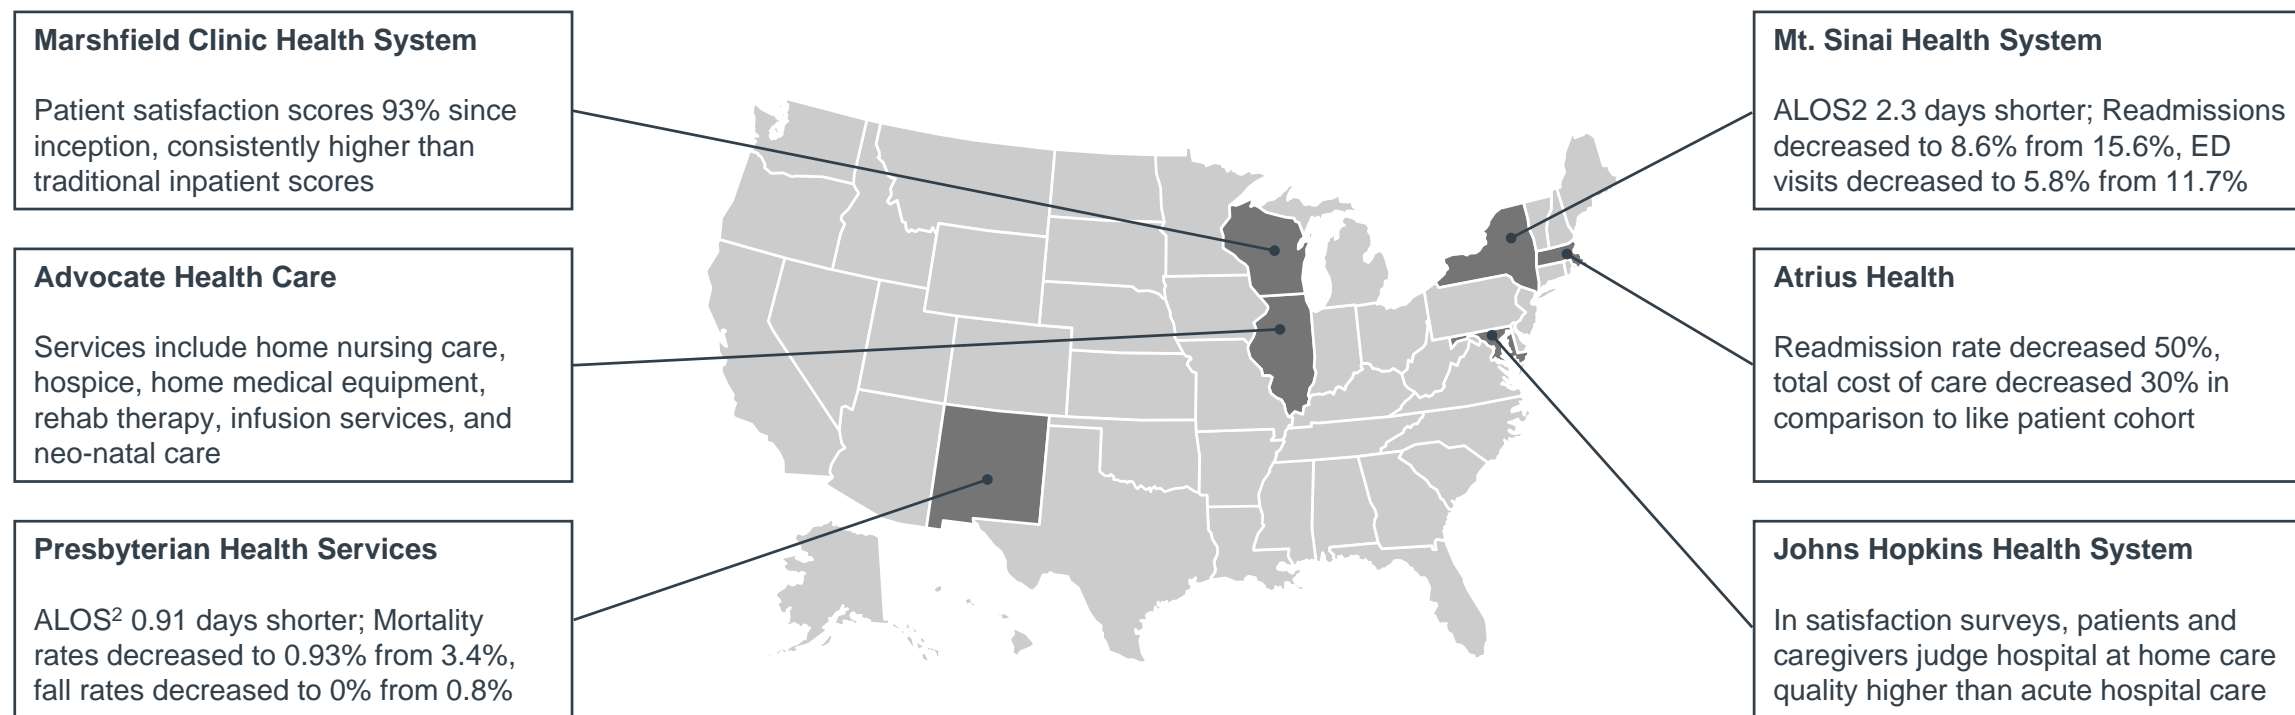 Marshfield Clinic Health System
Patient satisfaction scores 93% since
inception, consistently higher than
traditional inpatient scores
Advocate Health Care
Services include home nursing care,
hospice, home medical equipment,
rehab therapy, infusion services, and
neo-natal care
Presbyterian Health Services
ALOS² 0.91 days shorter; Mortality
rates decreased to 0.93% from 3.4%,
fall rates decreased to 0% from 0.8%
Mt. Sinai Health System
ALOS2 2.3 days shorter; Readmissions
decreased to 8.6% from 15.6%, ED
visits decreased to 5.8% from 11.7%
Atrius Health
Readmission rate decreased 50%,
total cost of care decreased 30% in
comparison to like patient cohort
Johns Hopkins Health System
In satisfaction surveys, patients and
caregivers judge hospital at home care
quality higher than acute hospital care